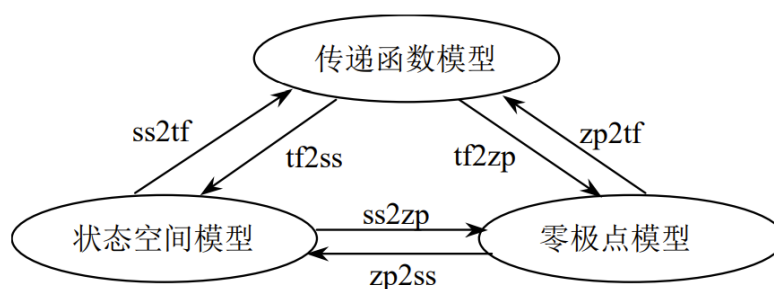 传递函数模型
ss2tf
zp2tf
tf2ss
tf2zp
状态空间模型
ss2zp
零极点模型
zp2ss